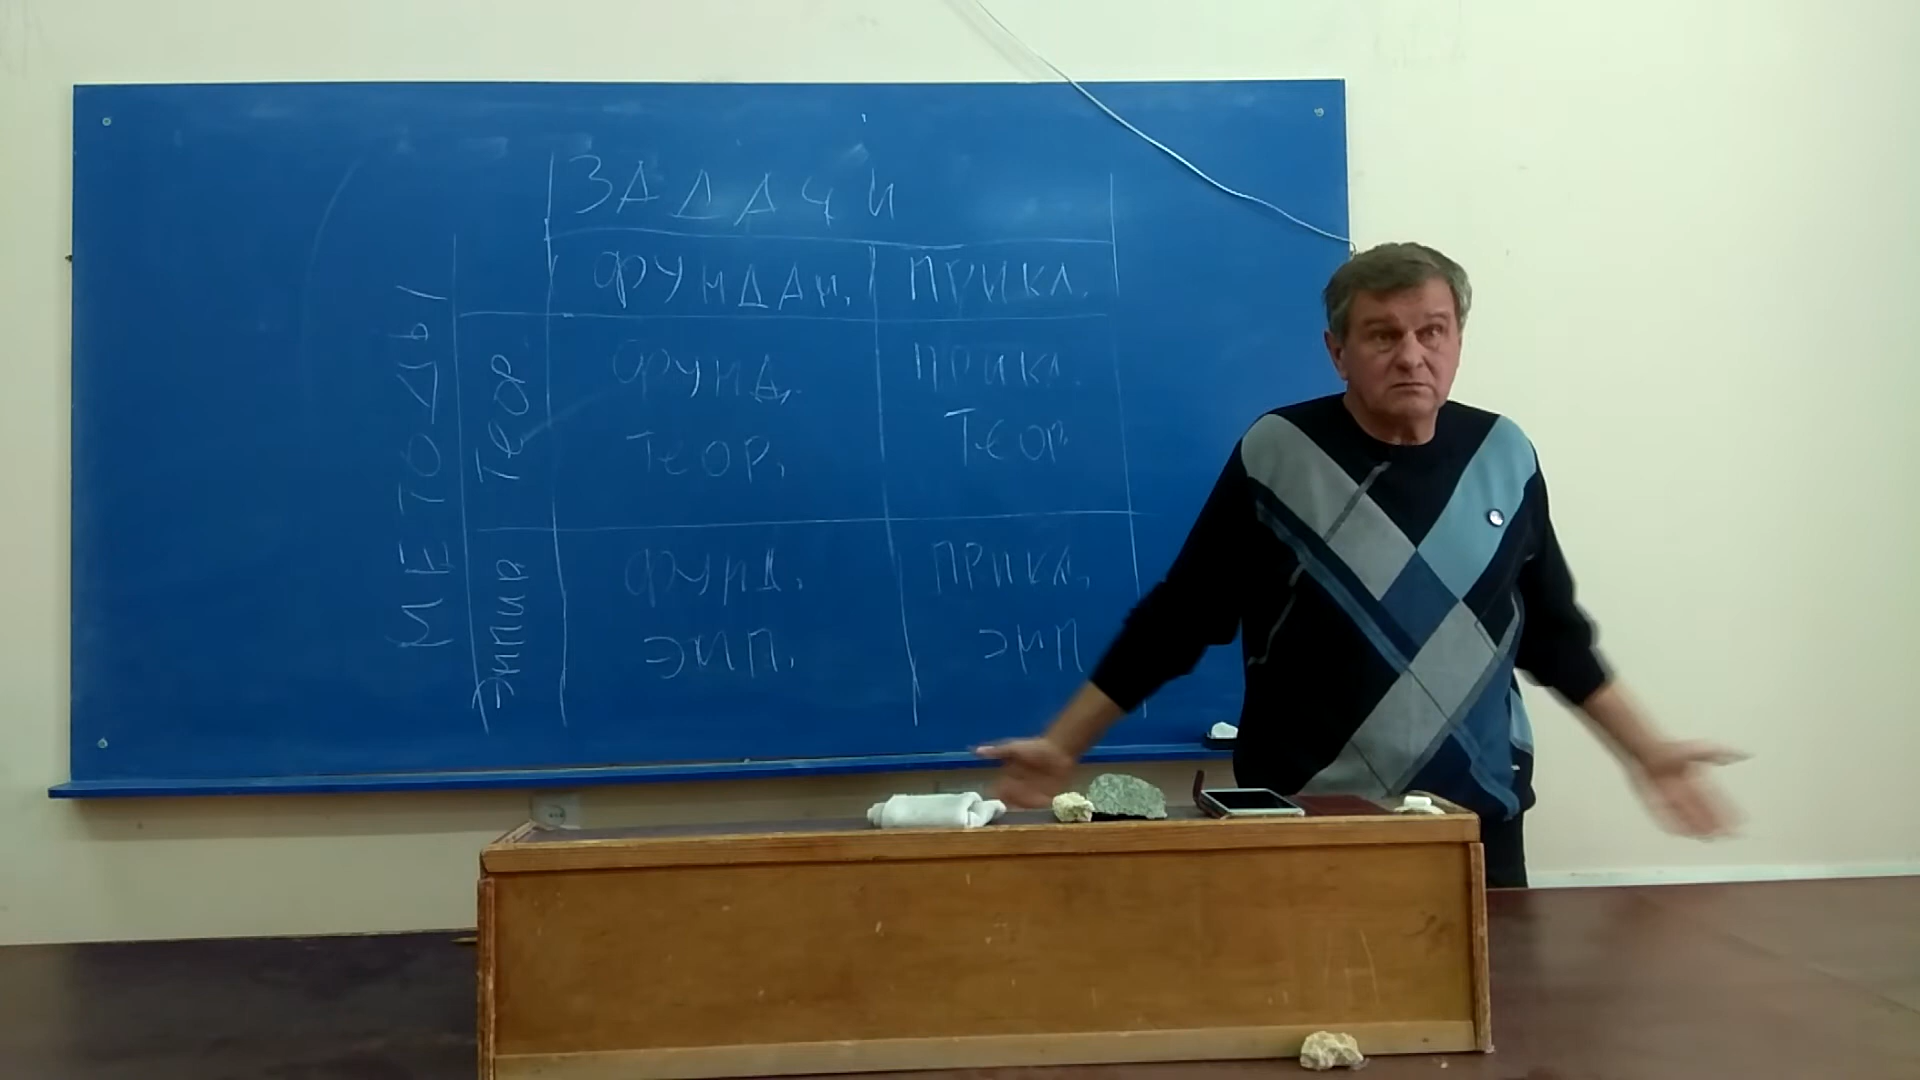 ЗАДАЧИ
ФУНДАМ. ПРИКЛ.
МЕТОДЫ
ТЕОР.
ФУНД. ПРИКЛ.
ТЕОР. ТЕОР.
ЭМПИР
ФУНД. ПРИКЛ.
ЭМП. ЭМП